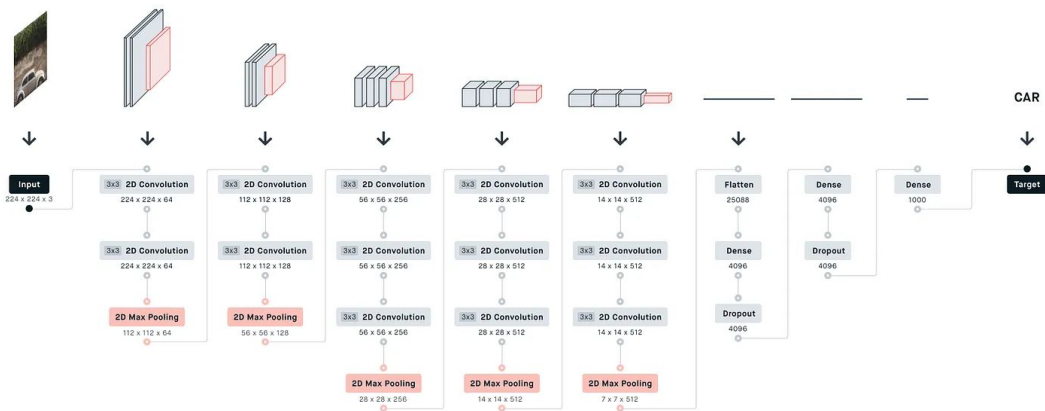 CAR
Input
224 x 224 x 3
3x3 2D Convolution
224 x 224 x 64
3x3 2D Convolution
224 x 224 x 64
2D Max Pooling
112 x 112 x 64
3x3 2D Convolution
112 x 112 x 128
3x3 2D Convolution
112 x 112 x 128
2D Max Pooling
56 x 56 x 128
3x3 2D Convolution
56 x 56 x 256
3x3 2D Convolution
56 x 56 x 256
3x3 2D Convolution
56 x 56 x 256
2D Max Pooling
28 x 28 x 256
3x3 2D Convolution
28 x 28 x 512
3x3 2D Convolution
28 x 28 x 512
3x3 2D Convolution
28 x 28 x 512
2D Max Pooling
14 x 14 x 512
3x3 2D Convolution
14 x 14 x 512
3x3 2D Convolution
14 x 14 x 512
3x3 2D Convolution
14 x 14 x 512
2D Max Pooling
7 x 7 x 512
Flatten
25088
Dense
4096
Dropout
4096
Dense
4096
Dropout
4096
Dense
1000
Target